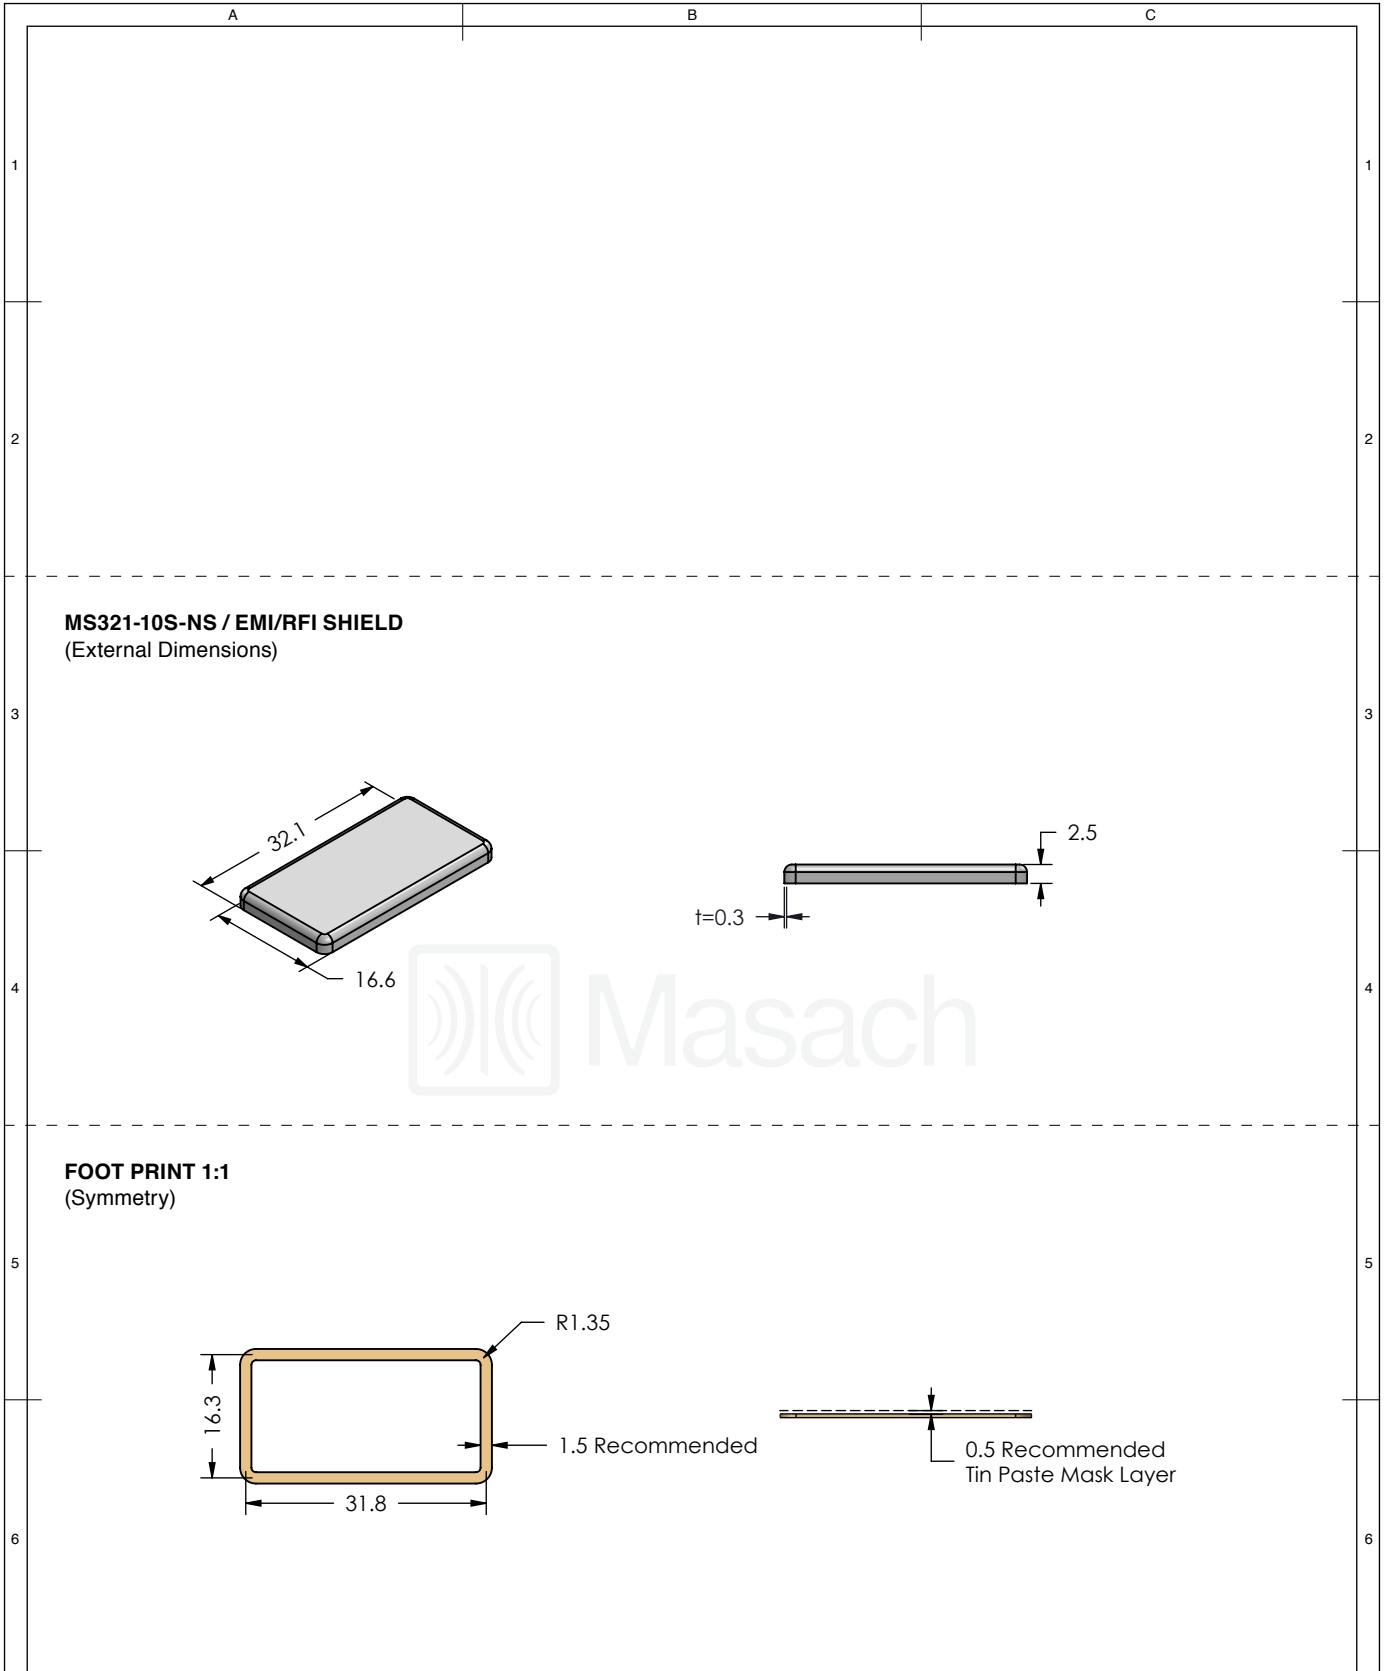 A
B
C
1
1
2
2
MS321-10S-NS / EMI/RFI SHIELD
(External Dimensions)
3
3
32.1
2.5
t=0.3
16.6
Masach
4
4
FOOT PRINT 1:1
(Symmetry)
5
5
R1.35
16.3
1.5 Recommended
0.5 Recommended
Tin Paste Mask Layer
31.8
6
6